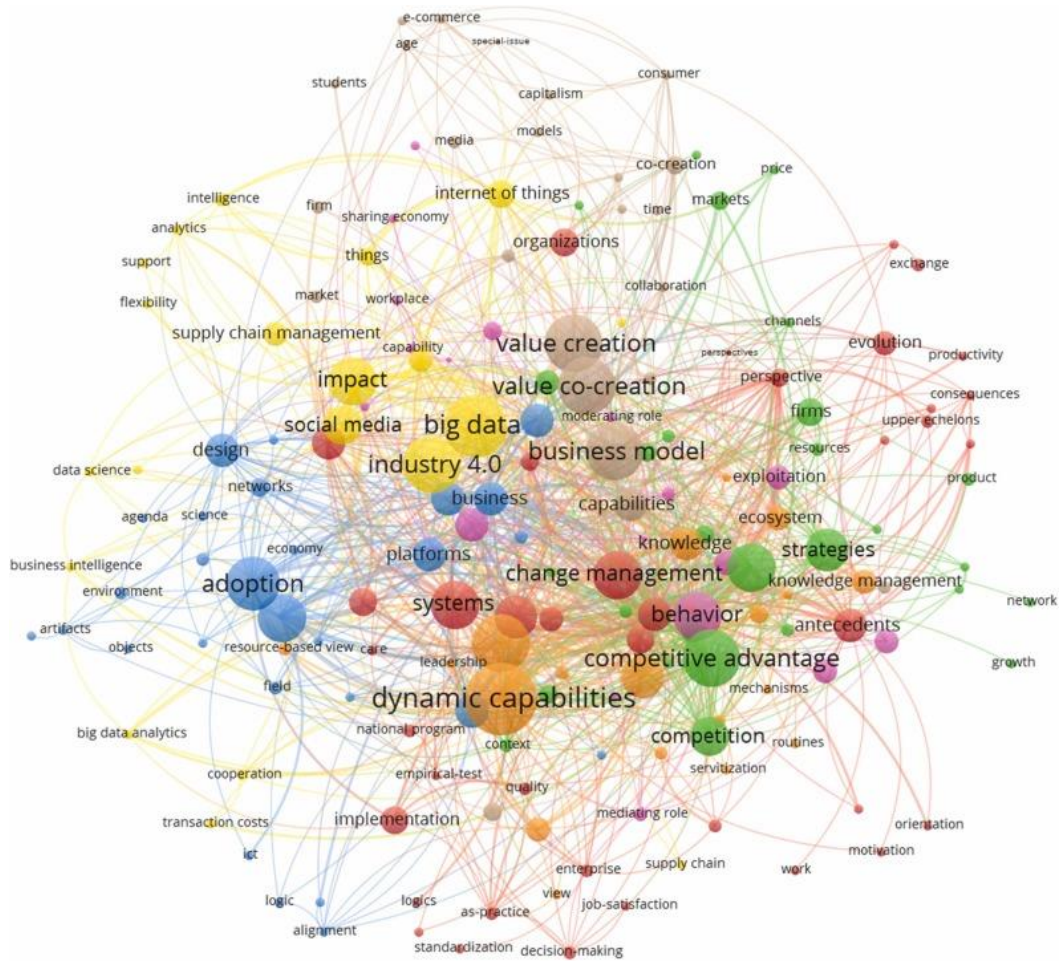 e-commerce
age
special-issue
students
consumer
capitalism
models
media
co-creation
price
intelligence
internet of things
markets
firm
sharing economy
time
analytics
organizations
support
things
exchange
flexibility
market
workplace
collaboration
supply chain management
channels
capability
value creation
perspectives
evolution
productivity
impact
value co-creation
perspective
consequences
social media
big data
moderating role
firms
upper echelons
design
business model
resources
data science
industry 4.0
exploitation
product
networks
business
capabilities
agenda
science
ecosystem
economy
platforms
knowledge
strategies
business intelligence
adoption
change management
knowledge management
environment
systems
behavior
network
artifacts
antecedents
objects
resource-based view
care
leadership
competitive advantage
growth
field
dynamic capabilities
mechanisms
national program
big data analytics
context
competition
routines
cooperation
empirical-test
servitization
quality
transaction costs
implementation
mediating role
orientation
ict
motivation
supply chain
enterprise
work
view
logic
logics
as-practice
job-satisfaction
alignment
standardization
decision-making